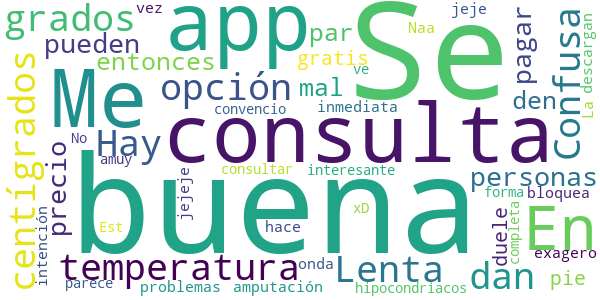 grados
vez
app
Se
jeje
pueden
par
Naa
pagar
La descargan
entonces
gratis
ve
Confusa
centígrados
Me
opción
mal
den
convencio
inmediata
No
Hay
consulta
precio
amuy
consultar
interesante
personas
buena
jejeje
forma
bloquea
xD
En
Est
hace
duele
completa
intención
exagero
temperatura
onda
Lenta
dan
pie
parece
problemas
amputación
hipocondríacos